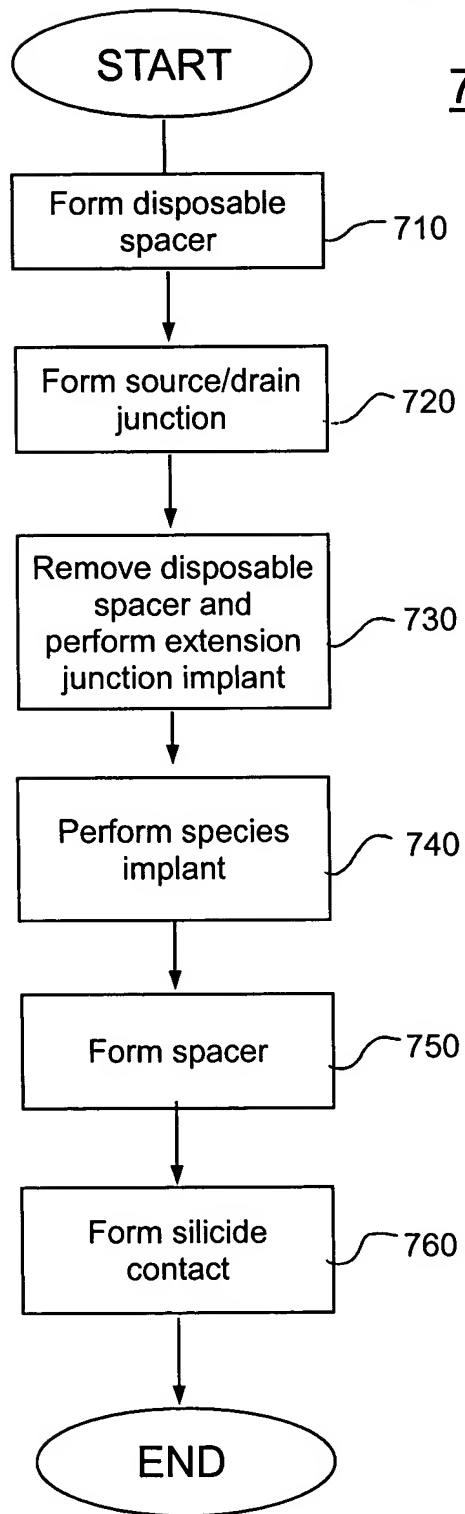 START
7
Form disposable
spacer
710
Form source/drain
junction
720
Remove disposable
spacer and
perform extension
junction implant
730
Perform species
implant
740
Form spacer
750
Form silicide
contact
760
END